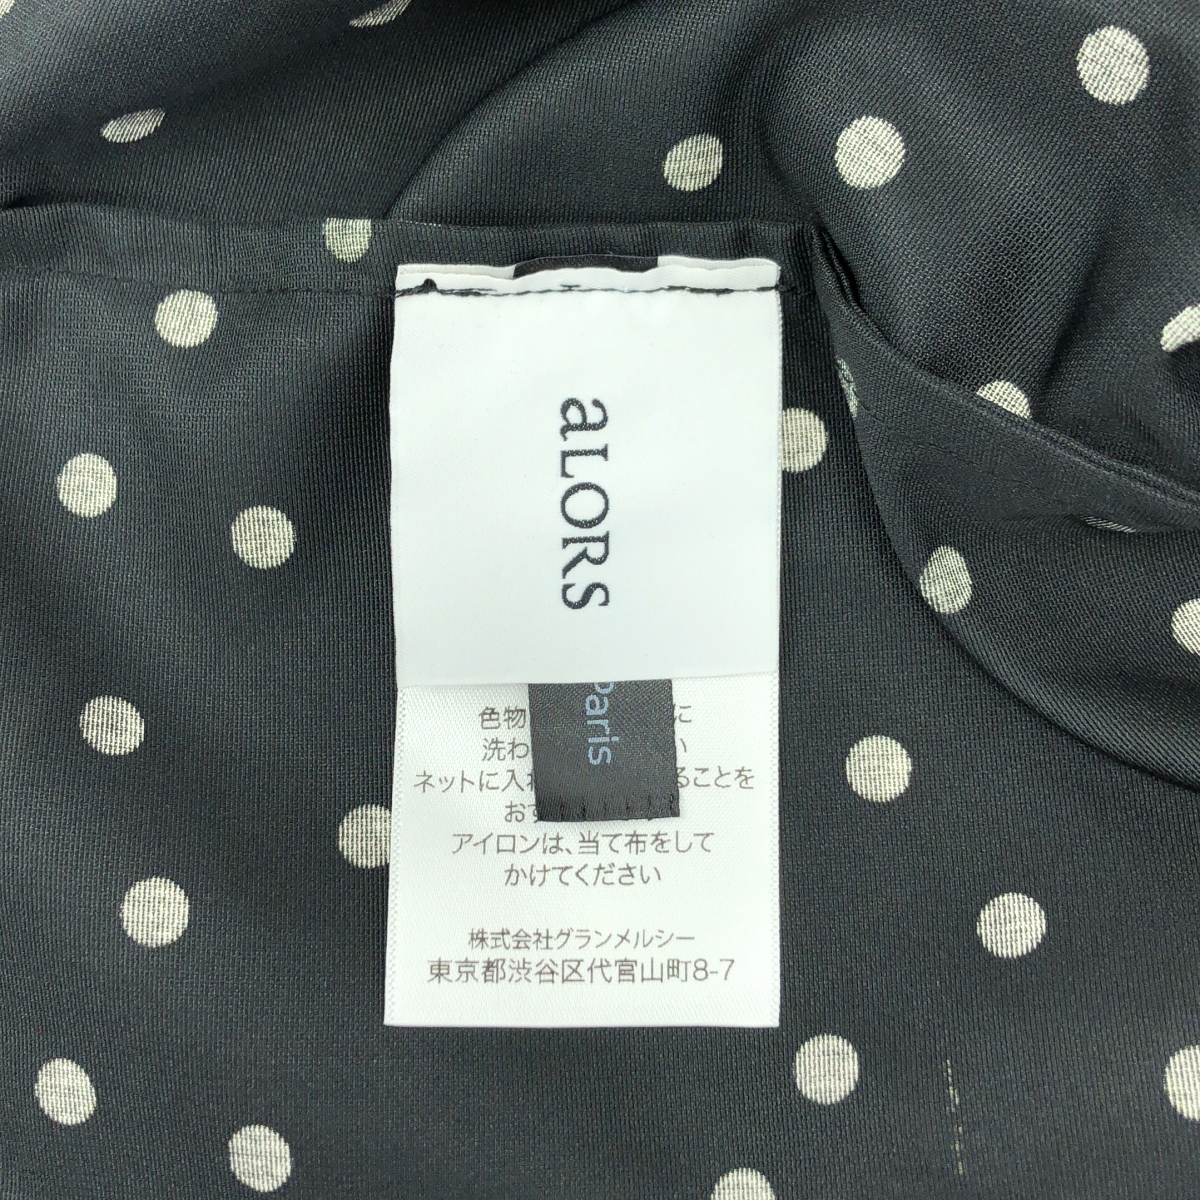 aLORS
Paris
色物 に
洗わ い
ネットに入れ ることを
おす
アイロンは、当て布をして
かけてください
株式会社グランメルシー
東京都渋谷区代官山町8-7